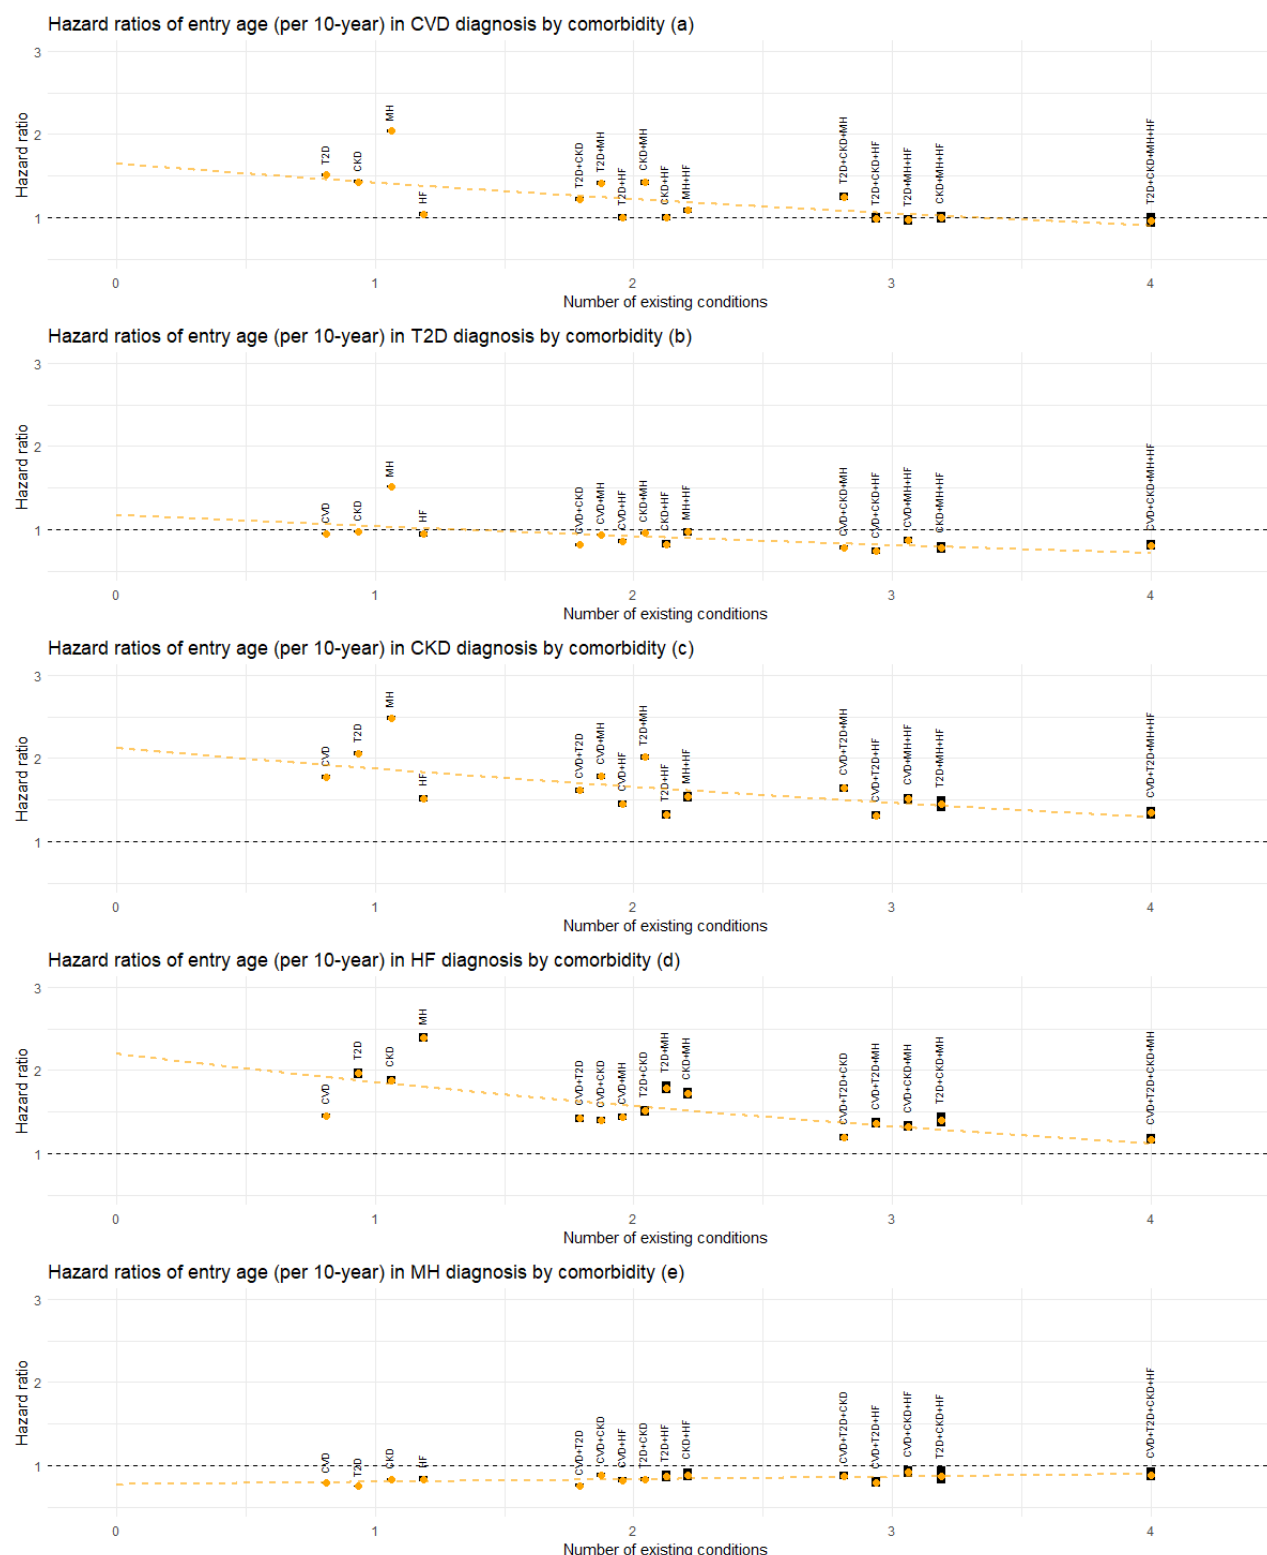 Hazard ratios of entry age (per 10-year) in CVD diagnosis by comorbidity (a)
3
2
1
Hazard ratio
T2D
CKD
MH
HF
T2D+CKD
T2D+MH
T2D+HF
CKD+MH
CKD+HF
MH+HF
T2D+CKD+MH
T2D+CKD+HF
T2D+MH+HF
CKD+MH+HF
T2D+CKD+MH+HF
0 1 2 3 4
Number of existing conditions
Hazard ratios of entry age (per 10-year) in T2D diagnosis by comorbidity (b)
3
2
1
Hazard ratio
CVD
CKD
MH
HF
CVD+CKD
CVD+MH
CVD+HF
CKD+MH
CKD+HF
MH+HF
CVD+CKD+MH
CVD+CKD+HF
CVD+MH+HF
CKD+MH+HF
CVD+CKD+MH+HF
0 1 2 3 4
Number of existing conditions
Hazard ratios of entry age (per 10-year) in CKD diagnosis by comorbidity (c)
3
2
1
Hazard ratio
CVD
T2D
MH
HF
CVD+T2D
CVD+MH
CVD+HF
T2D+MH
T2D+HF
MH+HF
CVD+T2D+MH
CVD+T2D+HF
CVD+MH+HF
T2D+MH+HF
CVD+T2D+MH+HF
0 1 2 3 4
Number of existing conditions
Hazard ratios of entry age (per 10-year) in HF diagnosis by comorbidity (d)
3
2
1
Hazard ratio
CVD
T2D
CKD
MH
CVD+T2D
CVD+CKD
CVD+MH
T2D+CKD
T2D+MH
CKD+MH
CVD+T2D+CKD
CVD+T2D+MH
CVD+CKD+MH
T2D+CKD+MH
CVD+T2D+CKD+MH
0 1 2 3 4
Number of existing conditions
Hazard ratios of entry age (per 10-year) in MH diagnosis by comorbidity (e)
3
2
1
Hazard ratio
CVD
T2D
CKD
HF
CVD+T2D
CVD+CKD
CVD+HF
T2D+CKD
T2D+HF
CKD+HF
CVD+T2D+CKD
CVD+T2D+HF
CVD+CKD+HF
T2D+CKD+HF
CVD+T2D+CKD+HF
0 1 2 3 4
Number of existing conditions